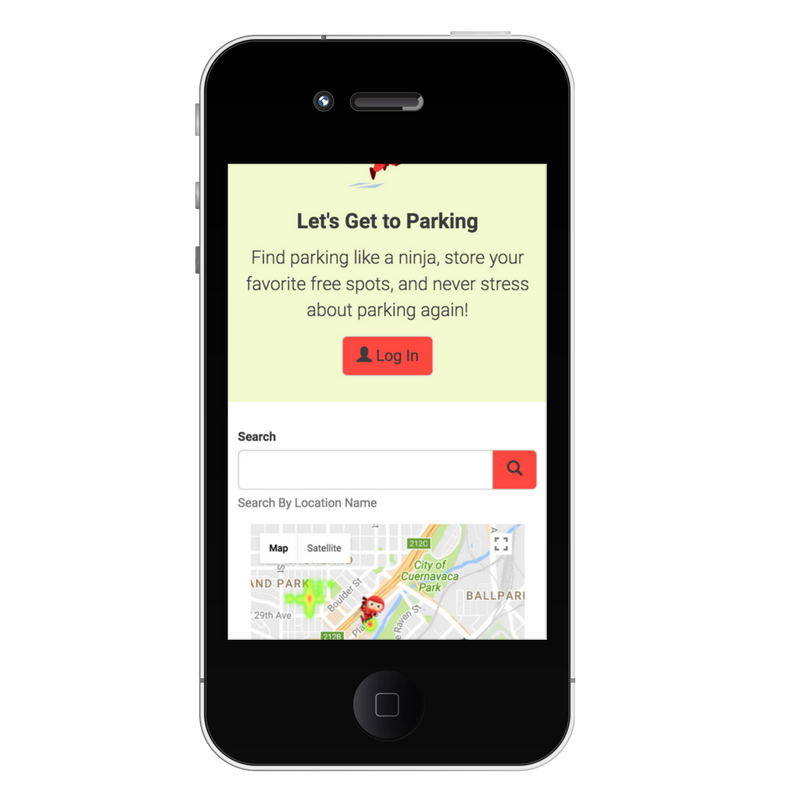 Let's Get to Parking
Find parking like a ninja, store your
favorite free spots, and never stress
about parking again!
Log In
Search
Search By Location Name
Map
Satellite
212C
City of
Cuernavaca
Park
AND PARK
Boulder St
BALLPAR
29th Ave
Raven St
212B